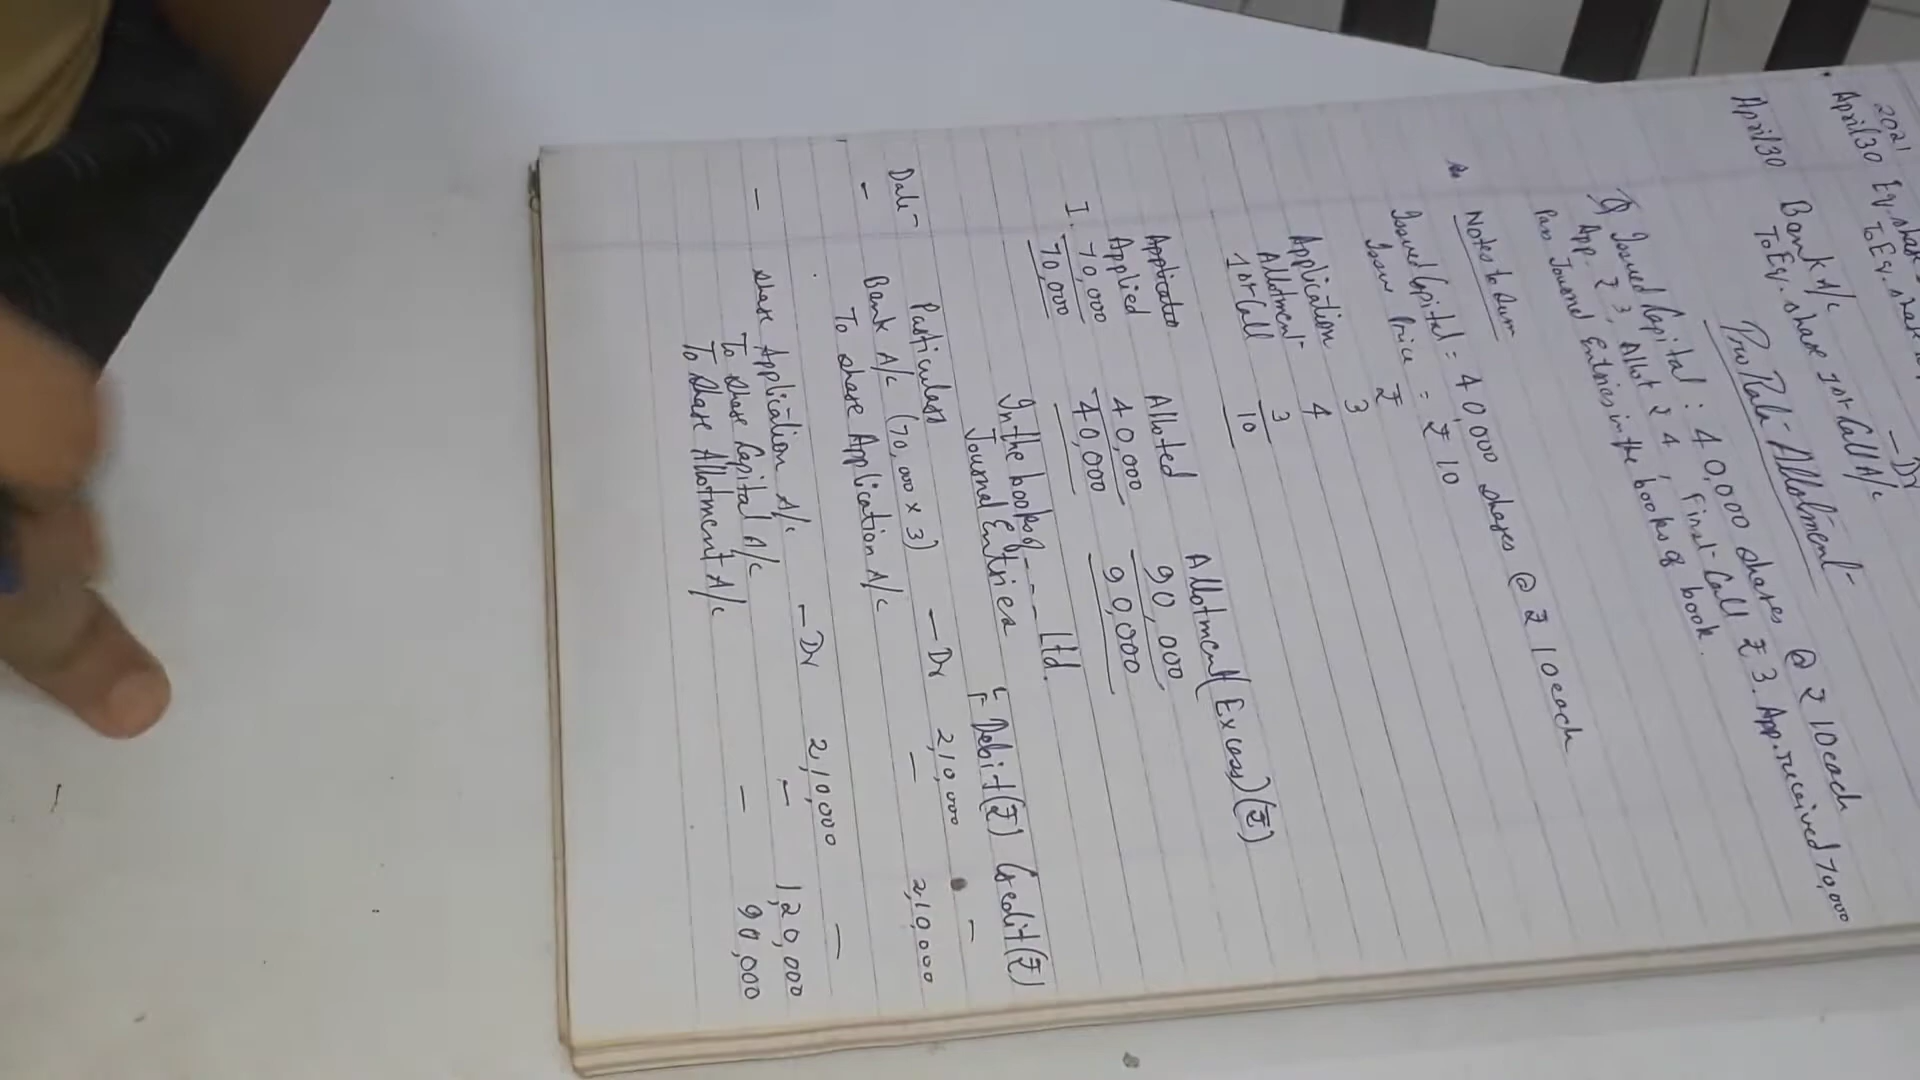 2021
April 30 Eq. share
To Eq. share
April 30 Bank A/c - Dr
To Eq. share 1st Call A/c
Pro Rata Allotment
Q Issued Capital : 40,000 shares @ ₹ 10 each
App. ₹ 3, Allot ₹ 4, First Call ₹ 3. App. received 70,000
Pass Journal Entries in the books of book.
Notes to Sum
Issued Capital = 40,000 shares @ ₹ 10 each
Issue Price = ₹ 10
₹
Application 3
Allotment 4
1st Call 3
10
Allotment (Excess) (₹)
Applied Alloted
I. 70,000 40,000 90,000
70,000 40,000 90,000
In the books of --- Ltd.
Journal Entries
Date Particulars LF Debit (₹) Credit (₹)
- Bank A/c (70,000 x 3) - Dr 2,10,000 -
To Share Application A/c - 2,10,000
- Share Application A/c - Dr 2,10,000 -
To Share Capital A/c - 1,20,000
To Share Allotment A/c - 90,000